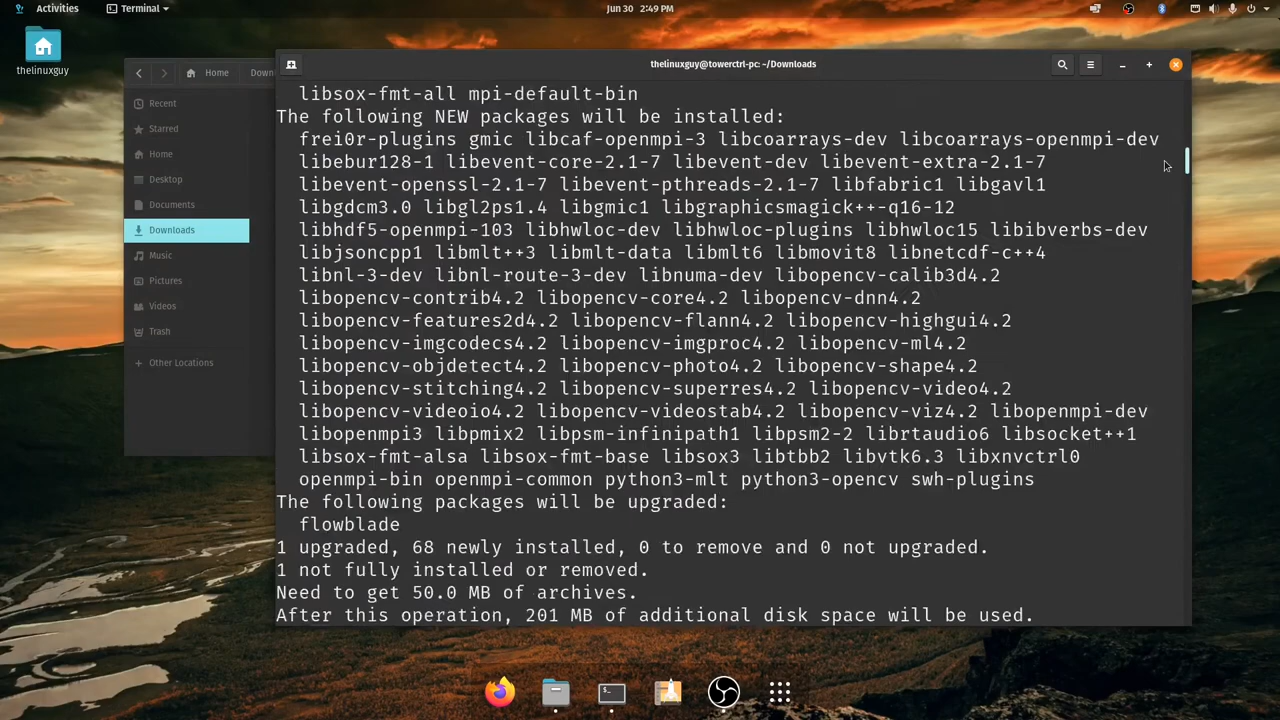 Activities
Terminal
Jun 30 2:49 PM
thelinuxguy
Home
Down
Recent
Starred
Home
Desktop
Documents
Downloads
Music
Pictures
Videos
Trash
Other Locations
thelinuxguy@towerctrl-pc: ~/Downloads
libsox-fmt-all mpi-default-bin
The following NEW packages will be installed:
frei0r-plugins gmic libcaf-openmpi-3 libcoarrays-dev libcoarrays-openmpi-dev
libebur128-1 libevent-core-2.1-7 libevent-dev libevent-extra-2.1-7
libevent-openssl-2.1-7 libevent-pthreads-2.1-7 libfabric1 libgavl1
libgdcm3.0 libgl2ps1.4 libgmic1 libgraphicsmagick++-q16-12
libhdf5-openmpi-103 libhwloc-dev libhwloc-plugins libhwloc15 libibverbs-dev
libjsoncpp1 libmlt++3 libmlt-data libmlt6 libmovit8 libnetcdf-c++4
libnl-3-dev libnl-route-3-dev libnuma-dev libopencv-calib3d4.2
libopencv-contrib4.2 libopencv-core4.2 libopencv-dnn4.2
libopencv-features2d4.2 libopencv-flann4.2 libopencv-highgui4.2
libopencv-imgcodecs4.2 libopencv-imgproc4.2 libopencv-ml4.2
libopencv-objdetect4.2 libopencv-photo4.2 libopencv-shape4.2
libopencv-stitching4.2 libopencv-superres4.2 libopencv-video4.2
libopencv-videoio4.2 libopencv-videostab4.2 libopencv-viz4.2 libopenmpi-dev
libopenmpi3 libpmix2 libpsm-infinipath1 libpsm2-2 librtaudio6 libsocket++1
libsox-fmt-alsa libsox-fmt-base libsox3 libtbb2 libvtk6.3 libxnvctrl0
openmpi-bin openmpi-common python3-mlt python3-opencv swh-plugins
The following packages will be upgraded:
flowblade
1 upgraded, 68 newly installed, 0 to remove and 0 not upgraded.
1 not fully installed or removed.
Need to get 50.0 MB of archives.
After this operation, 201 MB of additional disk space will be used.